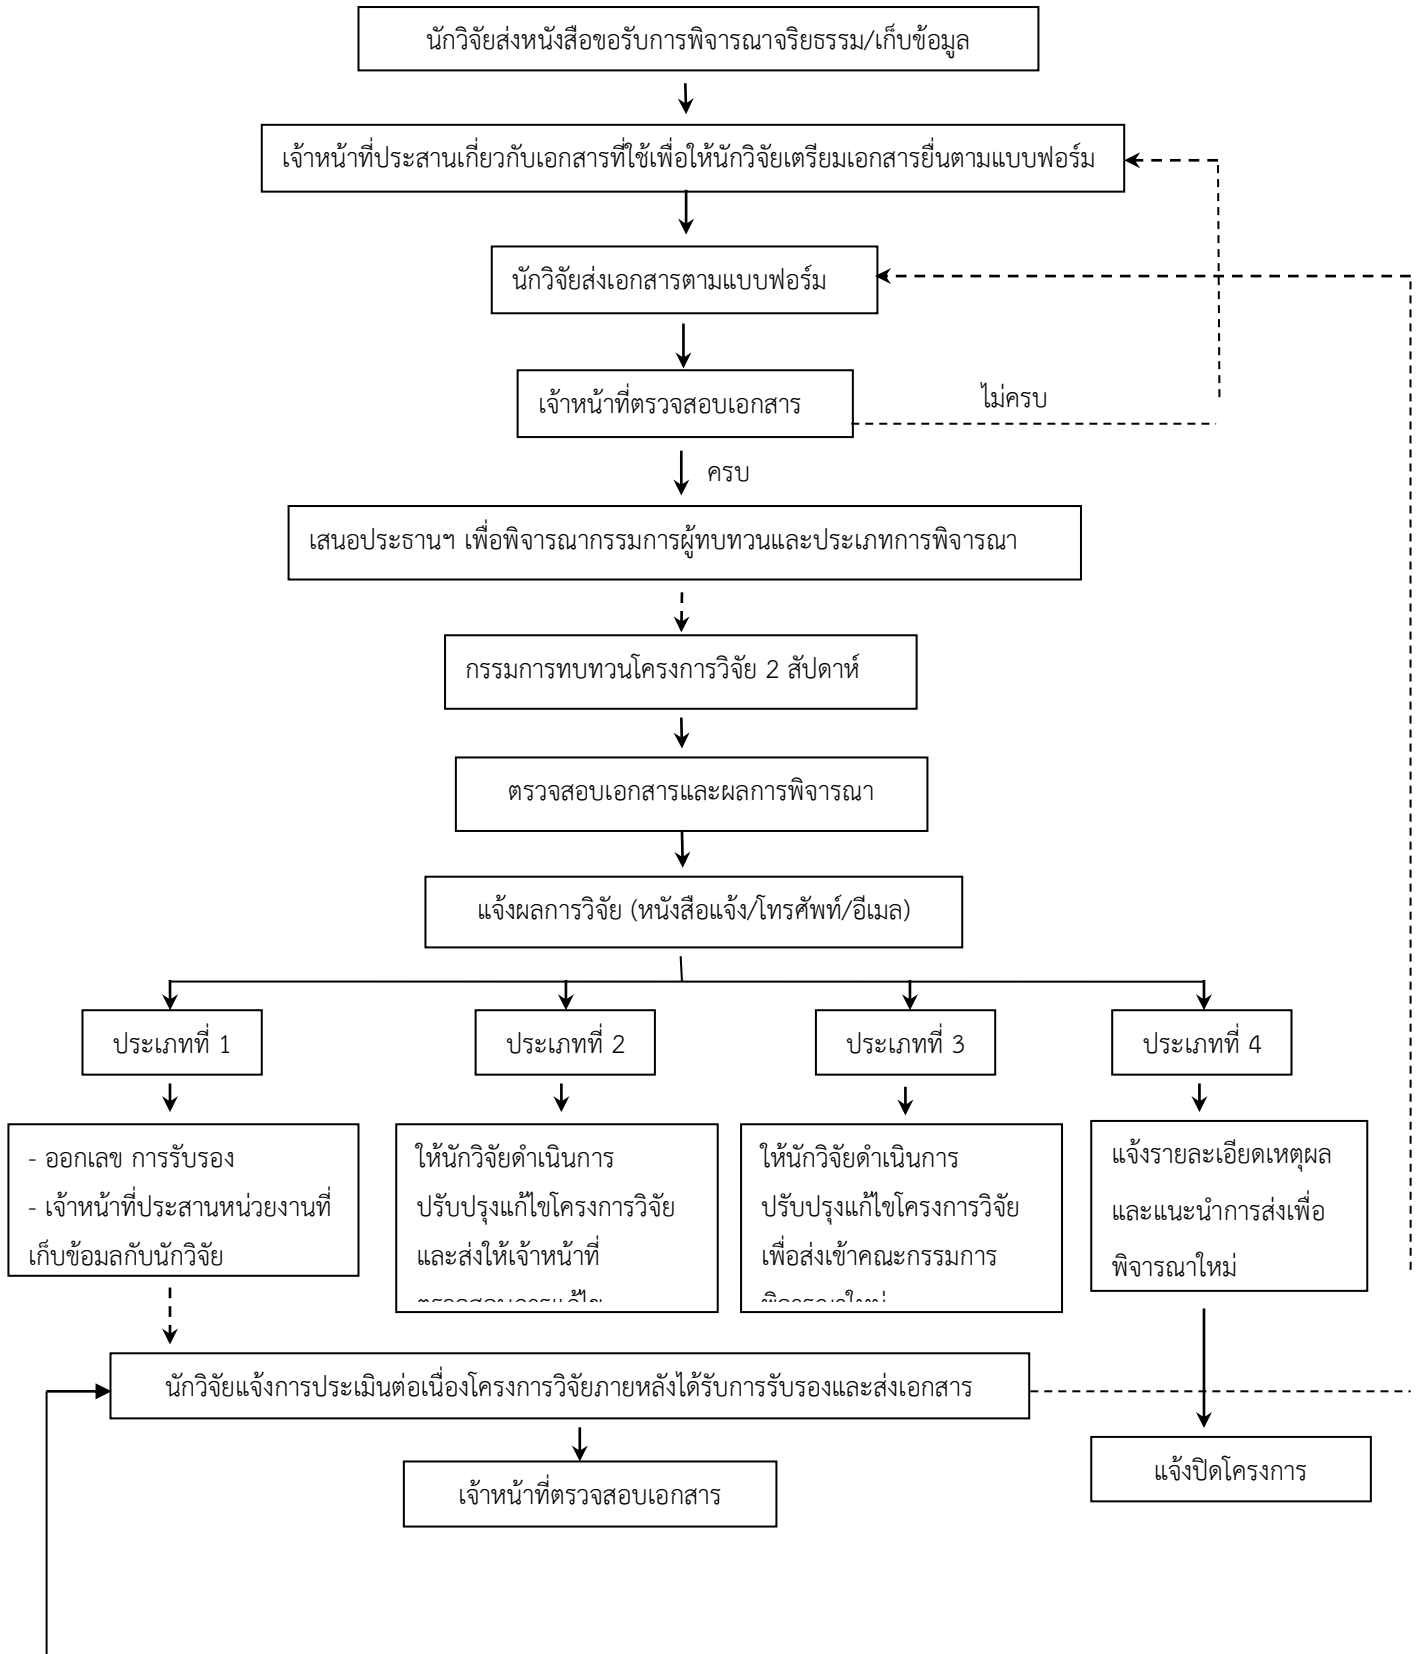 นักวิจัยส่งหนังสือขอรับการพิจารณาจริยธรรม/เก็บข้อมูล
เจ้าหน้าที่ประสานเกี่ยวกับเอกสารที่ใช้เพื่อให้นักวิจัยเตรียมเอกสารยื่นตามแบบฟอร์ม
นักวิจัยส่งเอกสารตามแบบฟอร์ม
เจ้าหน้าที่ตรวจสอบเอกสาร
ไม่ครบ
ครบ
เสนอประธานฯ เพื่อพิจารณากรรมการผู้ทบทวนและประเภทการพิจารณา
กรรมการทบทวนโครงการวิจัย 2 สัปดาห์
ตรวจสอบเอกสารและผลการพิจารณา
แจ้งผลการวิจัย (หนังสือแจ้ง/โทรศัพท์/อีเมล)
ประเภทที่ 1
ประเภทที่ 2
ประเภทที่ 3
ประเภทที่ 4
- ออกเลข การรับรอง
- เจ้าหน้าที่ประสานหน่วยงานที่
เก็บข้อมูลกับนักวิจัย
ให้นักวิจัยดำเนินการ
ปรับปรุงแก้ไขโครงการวิจัย
และส่งให้เจ้าหน้าที่
ตรวจสอบการแก้ไข
ให้นักวิจัยดำเนินการ
ปรับปรุงแก้ไขโครงการวิจัย
เพื่อส่งเข้าคณะกรรมการ
พิจารณาใหม่
แจ้งรายละเอียดเหตุผล
และแนะนำการส่งเพื่อ
พิจารณาใหม่
นักวิจัยแจ้งการประเมินต่อเนื่องโครงการวิจัยภายหลังได้รับการรับรองและส่งเอกสาร
แจ้งปิดโครงการ
เจ้าหน้าที่ตรวจสอบเอกสาร